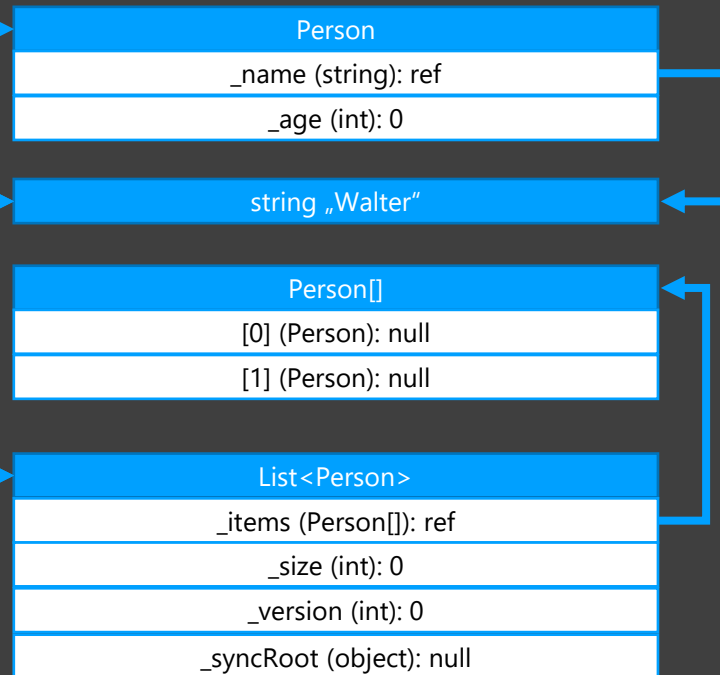 Person
_name (string): ref
_age (int): 0
string „Walter“
Person[]
[0] (Person): null
[1] (Person): null
List<Person>
_items (Person[]): ref
_size (int): 0
_version (int): 0
_syncRoot (object): null